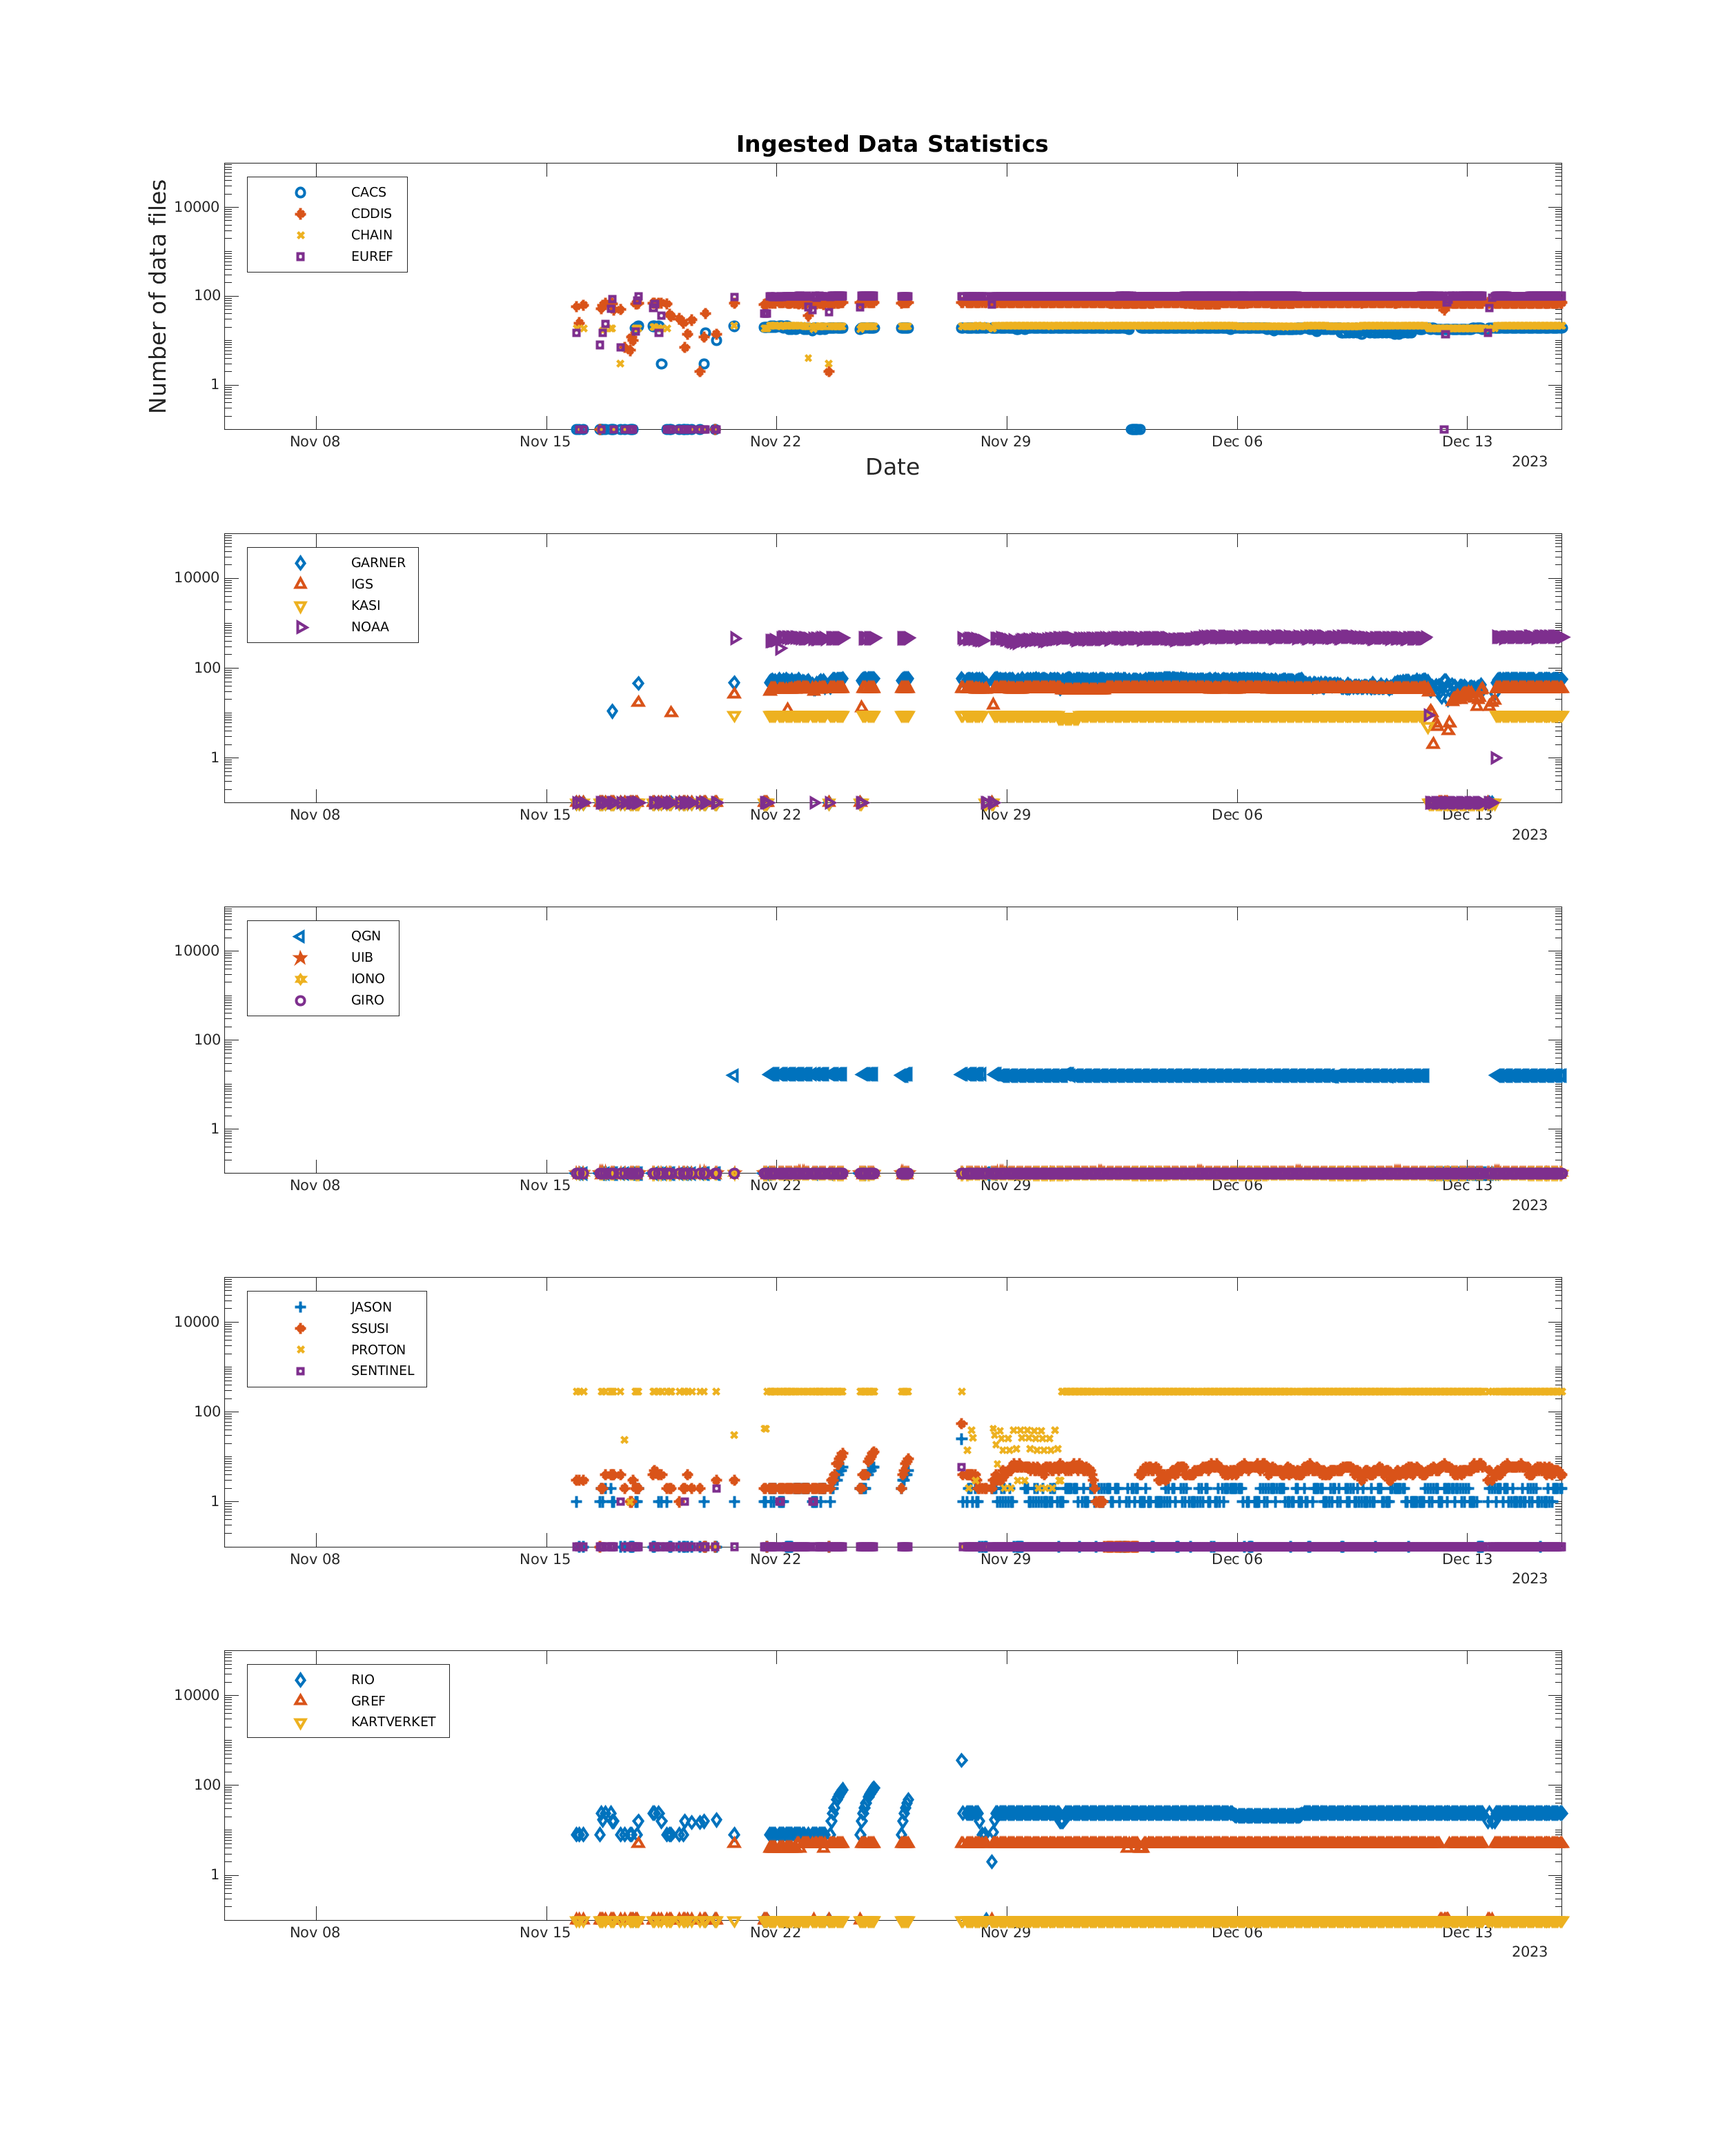 Ingested Data Statistics
Number of data files
CACS
CDDIS
CHAIN
EUREF
10000
100
1
Nov 08 Nov 15 Nov 22 Nov 29 Dec 06 Dec 13
2023
Date
GARNER
IGS
KASI
NOAA
10000
100
1
Nov 08 Nov 15 Nov 22 Nov 29 Dec 06 Dec 13
2023
QGN
UIB
IONO
GIRO
10000
100
1
Nov 08 Nov 15 Nov 22 Nov 29 Dec 06 Dec 13
2023
JASON
SSUSI
PROTON
SENTINEL
10000
100
1
Nov 08 Nov 15 Nov 22 Nov 29 Dec 06 Dec 13
2023
RIO
GREF
KARTVERKET
10000
100
1
Nov 08 Nov 15 Nov 22 Nov 29 Dec 06 Dec 13
2023